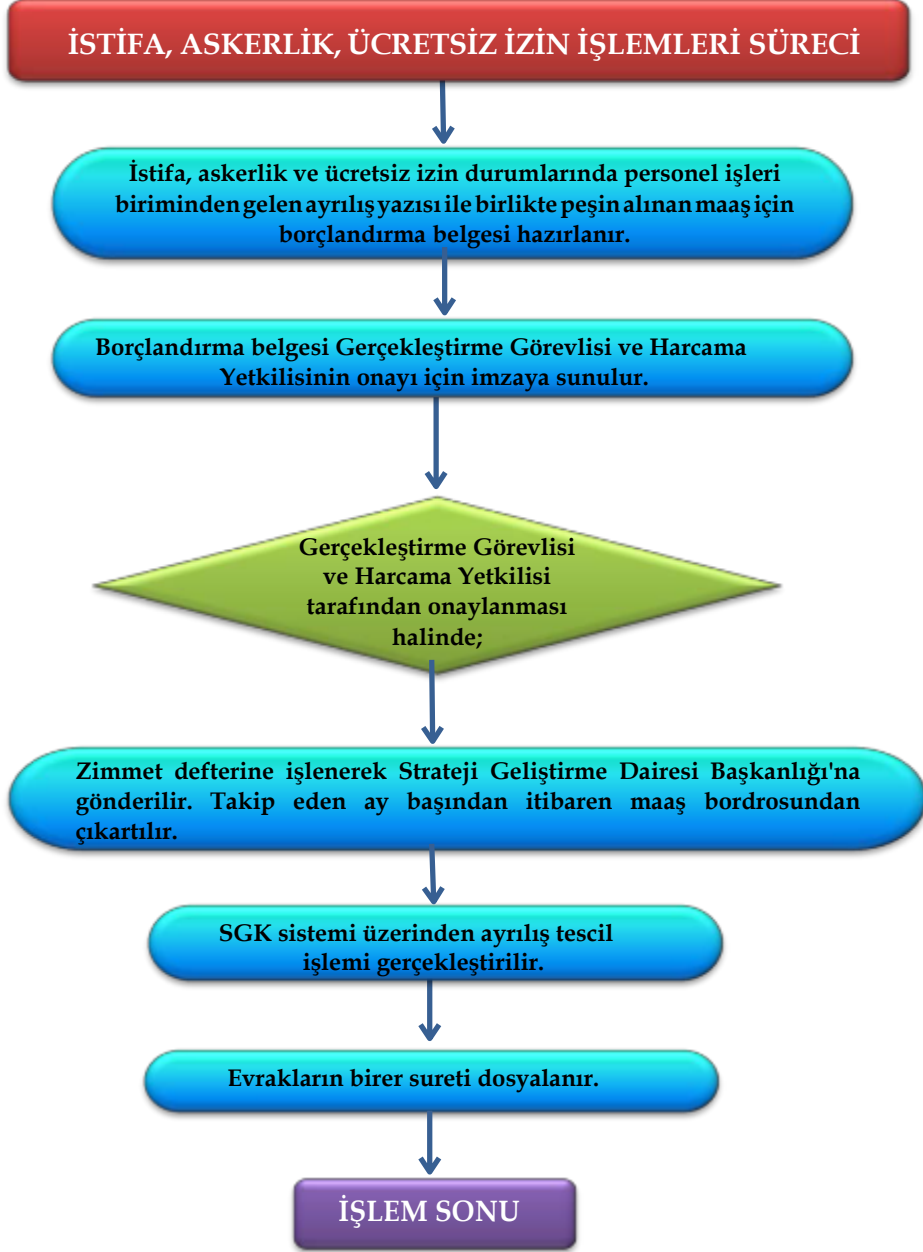 İSTİFA, ASKERLİK, ÜCRETSİZ İZİN İŞLEMLERİ SÜRECİ
İstifa, askerlik ve ücretsiz izin durumlarında personel işleri
biriminden gelen ayrılış yazısı ile birlikte peşin alınan maaş için
borçlandırma belgesi hazırlanır.
Borçlandırma belgesi Gerçekleştirme Görevlisi ve Harcama
Yetkilisinin onayı için imzaya sunulur.
Gerçekleştirme Görevlisi
ve Harcama Yetkilisi
tarafından onaylanması
halinde;
Zimmet defterine işlenerek Strateji Geliştirme Dairesi Başkanlığı'na
gönderilir. Takip eden ay başından itibaren maaş bordrosundan
çıkartılır.
SGK sistemi üzerinden ayrılış tescil
işlemi gerçekleştirilir.
Evrakların birer sureti dosyalanır.
İŞLEM SONU